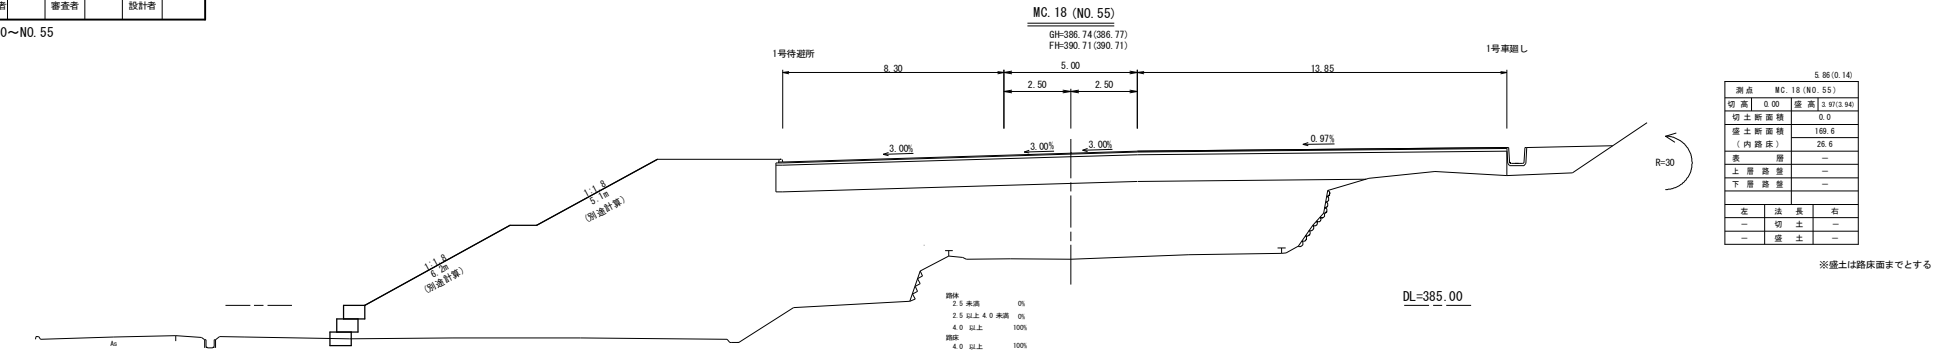 者 審査者 設計者
0～NO.55
MC.18 (NO.55)
GH=386.74(386.77)
FH=390.71(390.71)
1号待避所
1号車廻し
8.30
5.00
13.85
2.50
2.50
3.00%
3.00%
3.00%
0.97%
R=30
1:1.8
5.1m
(別途計算)
1:1.8
6.2m
(別途計算)
As
路体
2.5 未満 0%
2.5 以上 4.0 未満 0%
4.0 以上 100%
路床
4.0 以上 100%
DL=385.00
5.86(0.14)
測点 MC.18(NO.55)
切高 0.00 盛高 3.97(3.94)
切土断面積 0.0
盛土断面積 169.6
(内路床) 26.6
表層 －
上層路盤 －
下層路盤 －
左 法長 右
－ 切土 －
－ 盛土 －
※盛土は路床面までとする